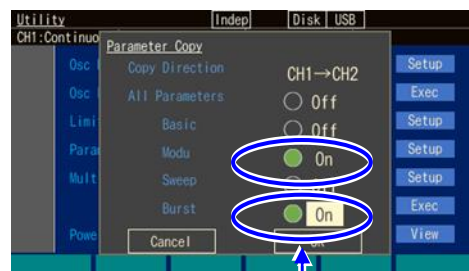 Utility Indep Disk USB
CH1:Continuo
Parameter Copy
Osc Copy Direction CH1→CH2 Setup
Osc All Parameters Off Exec
Limi Basic Off Setup
Para Modu On Setup
Mult Sweep Setup
Burst On Exec
Powe Cancel View